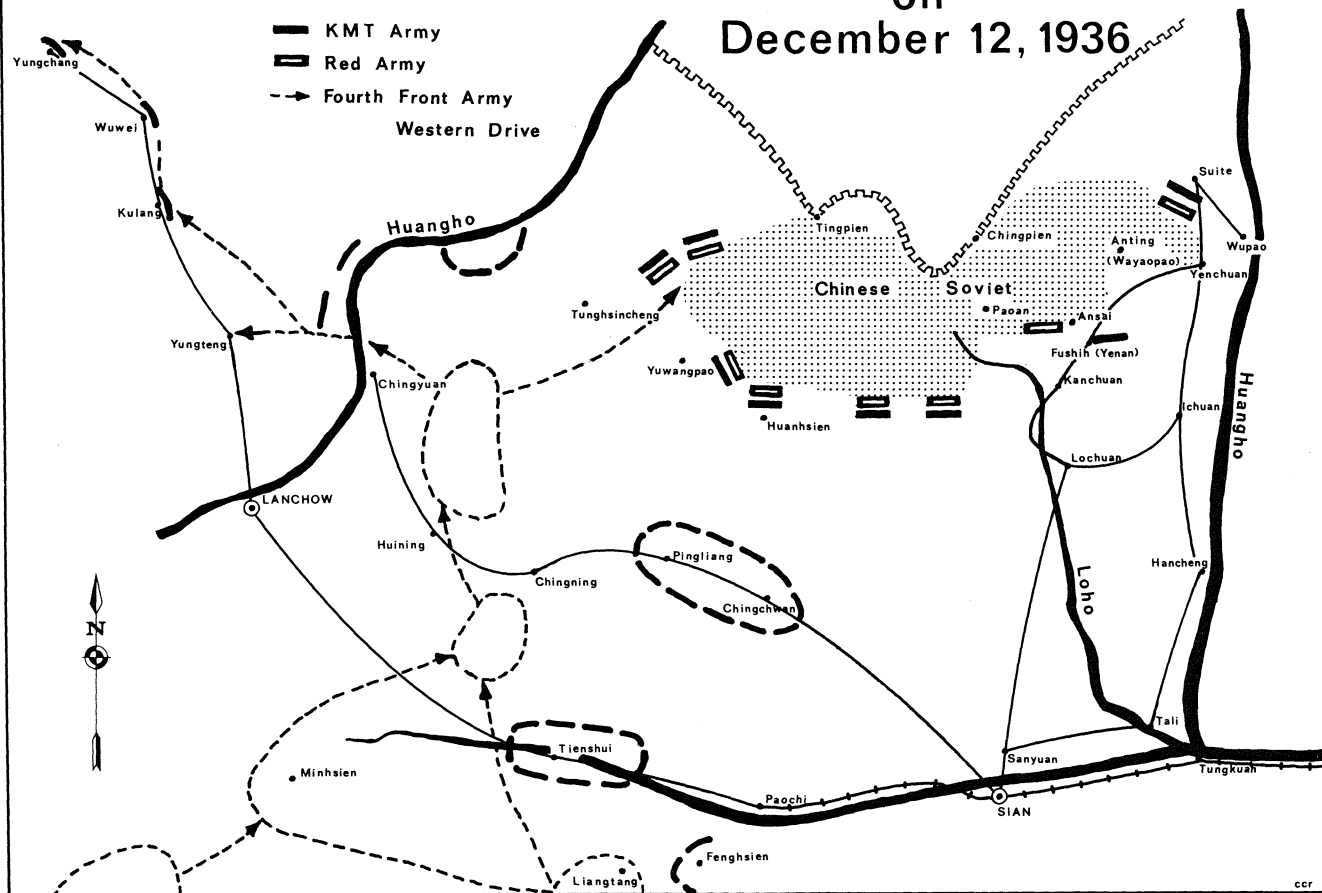 on
December 12, 1936
KMT Army
Red Army
Fourth Front Army
Western Drive
Yungchang
Wuwei
Kulang
Huangho
Yungteng
Chingyuan
LANCHOW
Huining
Chingning
Pingliang
Chingchwan
Tunghsincheng
Yuwangpao
Huanhsien
Tingpien
Chingpien
Chinese Soviet
Paoan
Ansai
Anting
(Wayaopao)
Suite
Wupao
Yenchuan
Fushih (Yenan)
Kanchuan
Ichuan
Huangho
Lochuan
Hancheng
Loho
N
Minhsien
Tienshui
Paochi
Sanyuan
SIAN
Tali
Tungkuan
Fenghsien
Liangtang
ccr